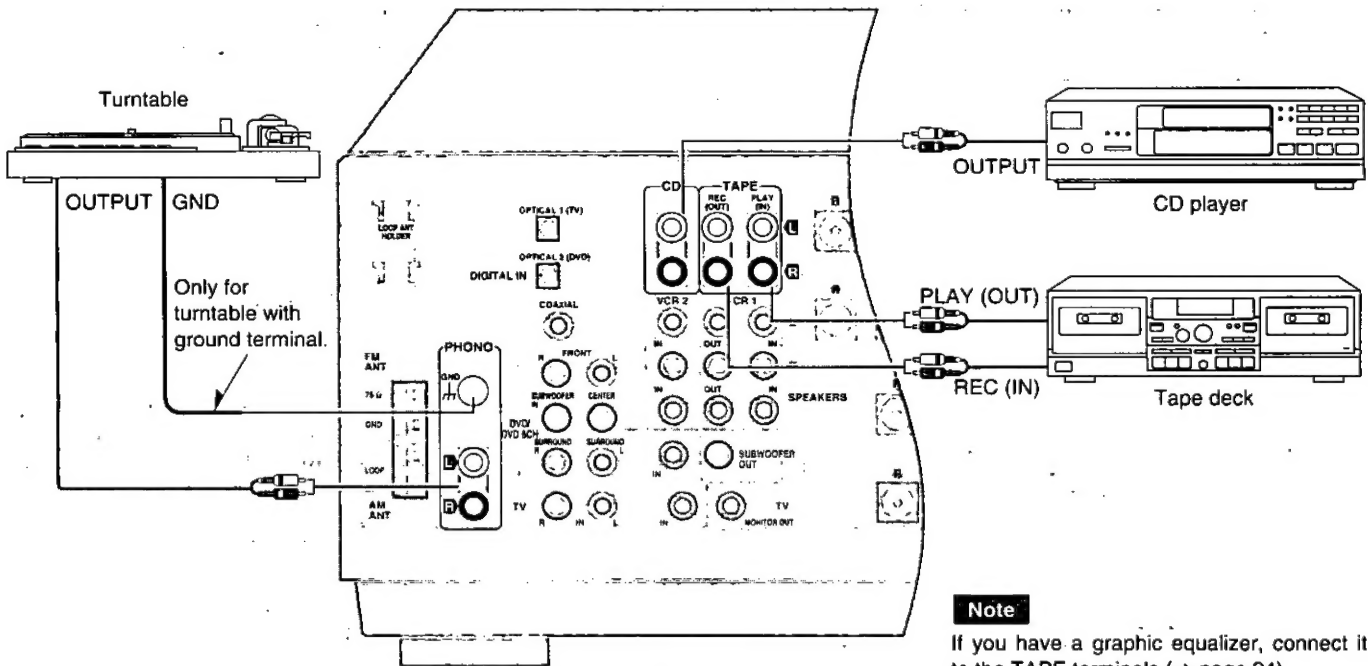 Turntable
OUTPUT
GND
Only for
turntable with
ground terminal.
LOOP ANT
HOLDER
OPTICAL 1 (TV)
OPTICAL 2 (DVD)
DIGITAL IN
COAXIAL
CD
TAPE
REC
(OUT)
PLAY
(IN)
L
R
VCR 2
CR 1
IN
OUT
IN
IN
OUT
IN
OUT
SPEAKERS
FM
ANT
75 Ω
GND
LOOP
AM
ANT
PHONO
GND
L
R
FRONT
R
L
SUBWOOFER
IN
CENTER
DVD/
DVD 6CH
SURROUND
R
SURROUND
L
IN
SUBWOOFER
OUT
TV
R
IN
L
IN
TV
MONITOR OUT
OUTPUT
CD player
PLAY (OUT)
REC (IN)
Tape deck
Note
If you have a graphic equalizer, connect it